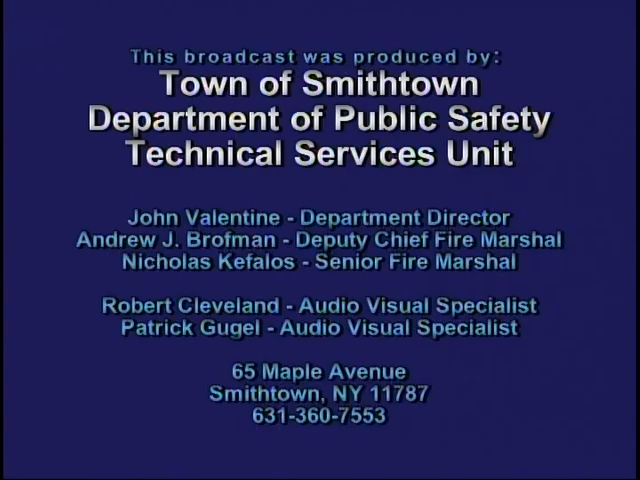 This broadcast was produced by:
Town of Smithtown
Department of Public Safety
Technical Services Unit
John Valentine - Department Director
Andrew J. Brofman - Deputy Chief Fire Marshal
Nicholas Kefalos - Senior Fire Marshal
Robert Cleveland - Audio Visual Specialist
Patrick Gugel - Audio Visual Specialist
65 Maple Avenue
Smithtown, NY 11787
631-360-7553